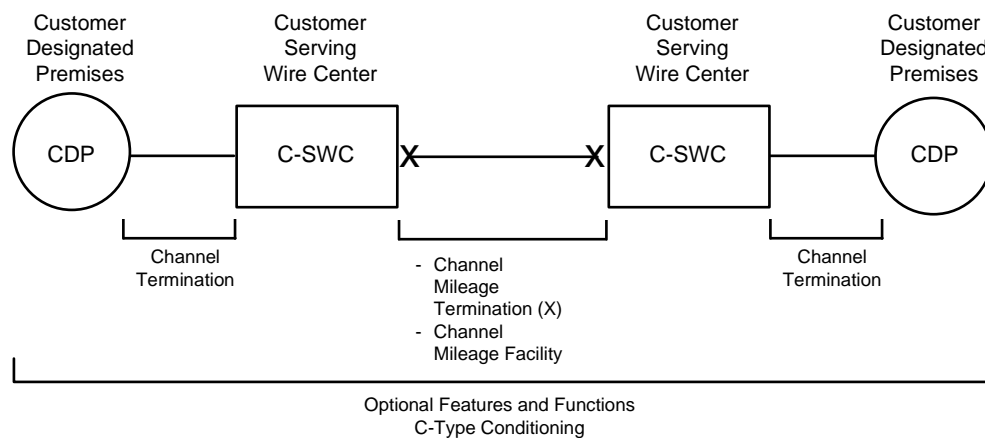 Customer
Designated
Premises
Customer
Serving
Wire Center
Customer
Serving
Wire Center
Customer
Designated
Premises
CDP
C-SWC
X
X
C-SWC
CDP
Channel
Termination
- Channel
Mileage
Termination (X)
- Channel
Mileage Facility
Channel
Termination
Optional Features and Functions
C-Type Conditioning